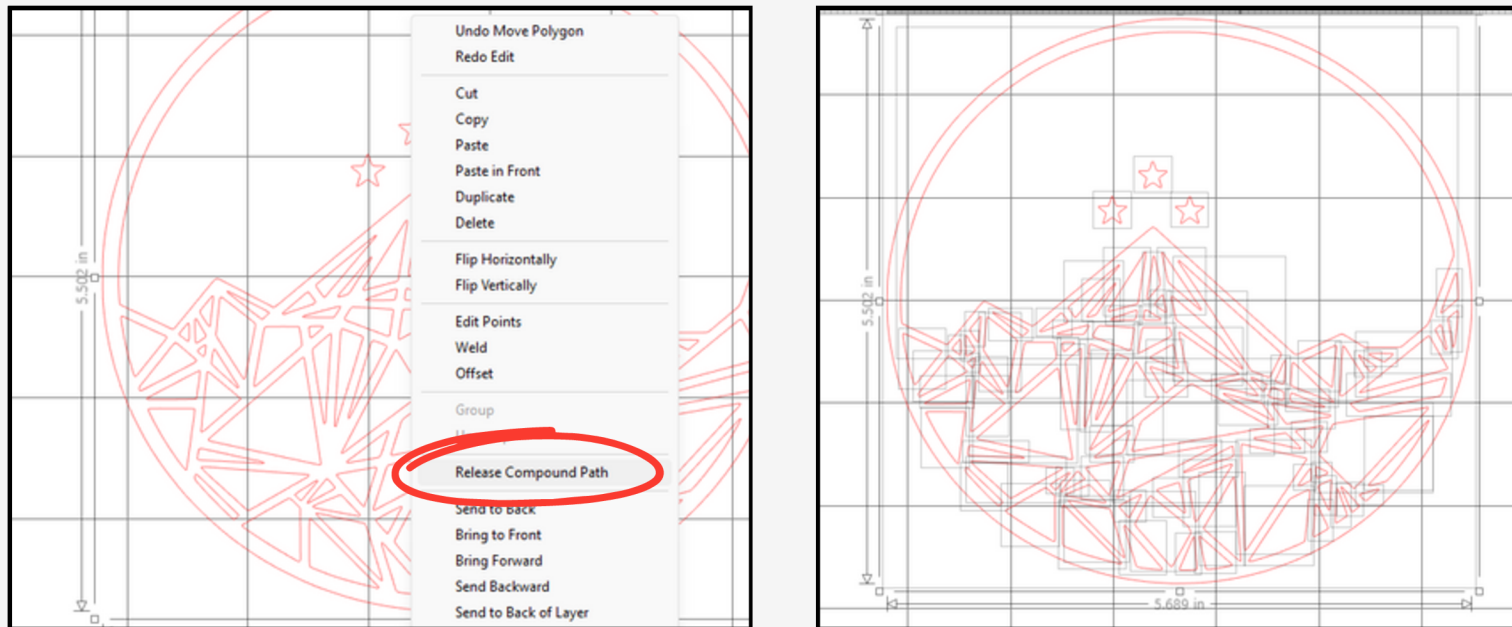 Undo Move Polygon
Redo Edit
Cut
Copy
Paste
Paste in Front
Duplicate
Delete
Flip Horizontally
Flip Vertically
Edit Points
Weld
Offset
Group
Release Compound Path
Send to Back
Bring to Front
Bring Forward
Send Backward
Send to Back of Layer
5.502 in
5.502 in
5.689 in